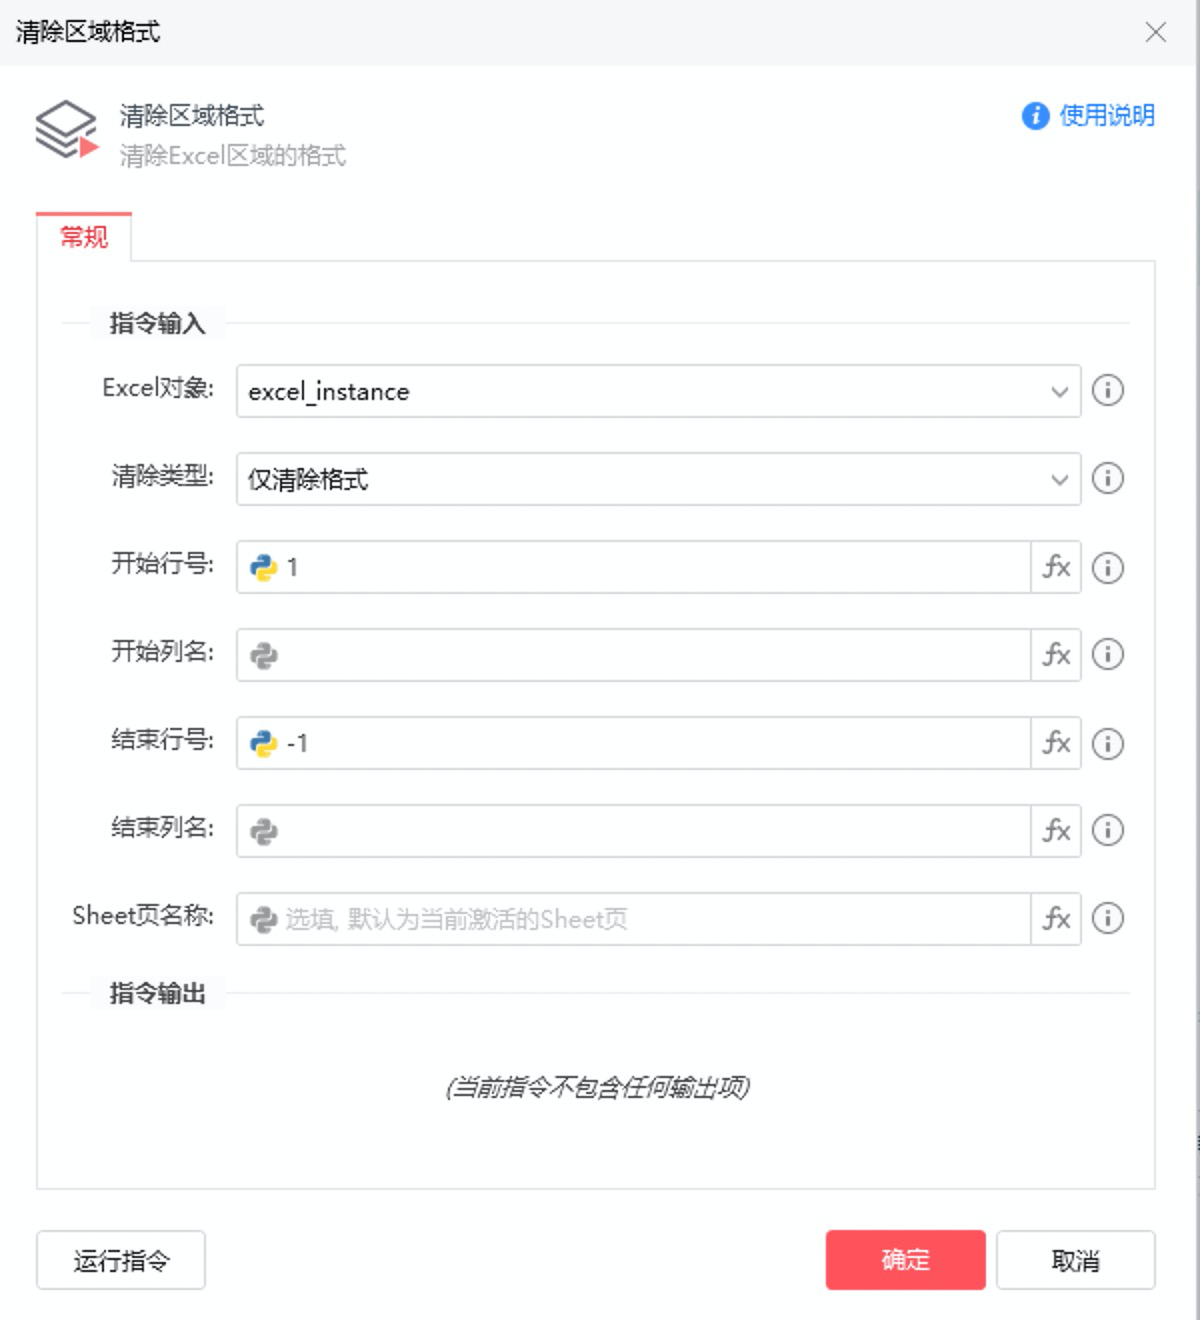 清除区域格式
清除区域格式
使用说明
清除Excel区域的格式
常规
指令输入
Excel对象: excel_instance
清除类型: 仅清除格式
开始行号: 1 fx
开始列名: fx
结束行号: -1 fx
结束列名: fx
Sheet页名称: 选填, 默认为当前激活的Sheet页 fx
指令输出
(当前指令不包含任何输出项)
运行指令 确定 取消